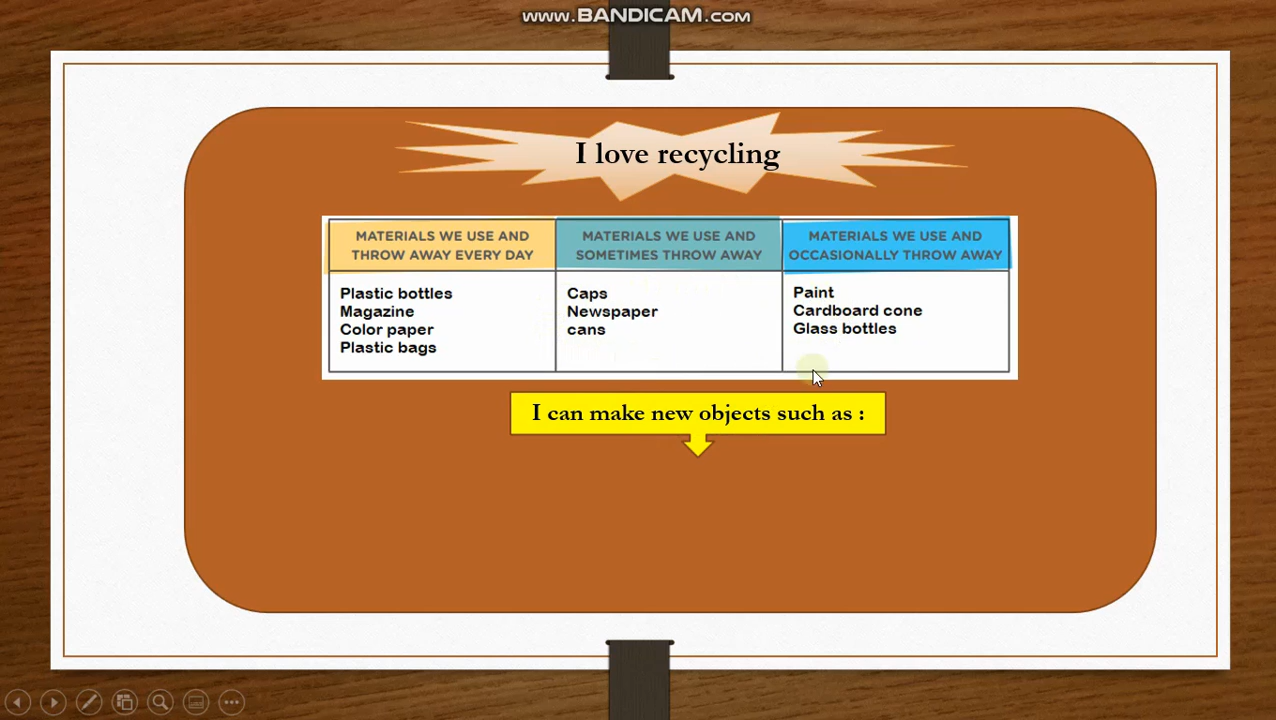 www.BANDICAM.com
I love recycling
MATERIALS WE USE AND
THROW AWAY EVERY DAY
MATERIALS WE USE AND
SOMETIMES THROW AWAY
MATERIALS WE USE AND
OCCASIONALLY THROW AWAY
Plastic bottles
Magazine
Color paper
Plastic bags
Caps
Newspaper
cans
Paint
Cardboard cone
Glass bottles
I can make new objects such as :